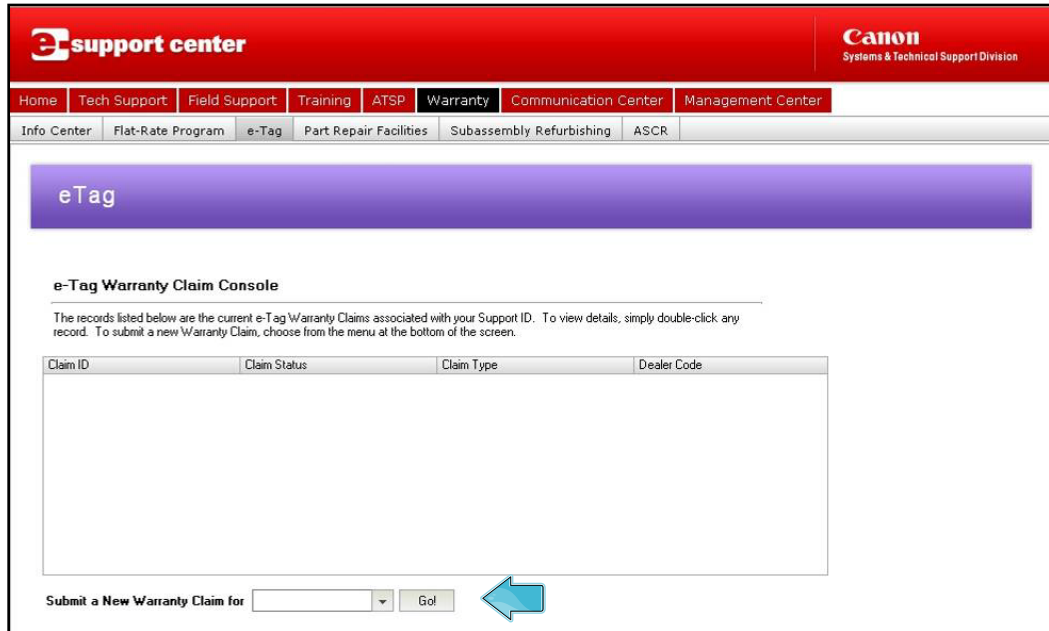 e-support center
Canon
Systems & Technical Support Division
Home Tech Support Field Support Training ATSP Warranty Communication Center Management Center
Info Center Flat-Rate Program e-Tag Part Repair Facilities Subassembly Refurbishing ASCR
eTag
e-Tag Warranty Claim Console
The records listed below are the current e-Tag Warranty Claims associated with your Support ID. To view details, simply double-click any
record. To submit a new Warranty Claim, choose from the menu at the bottom of the screen.
Claim ID Claim Status Claim Type Dealer Code
Submit a New Warranty Claim for Go!